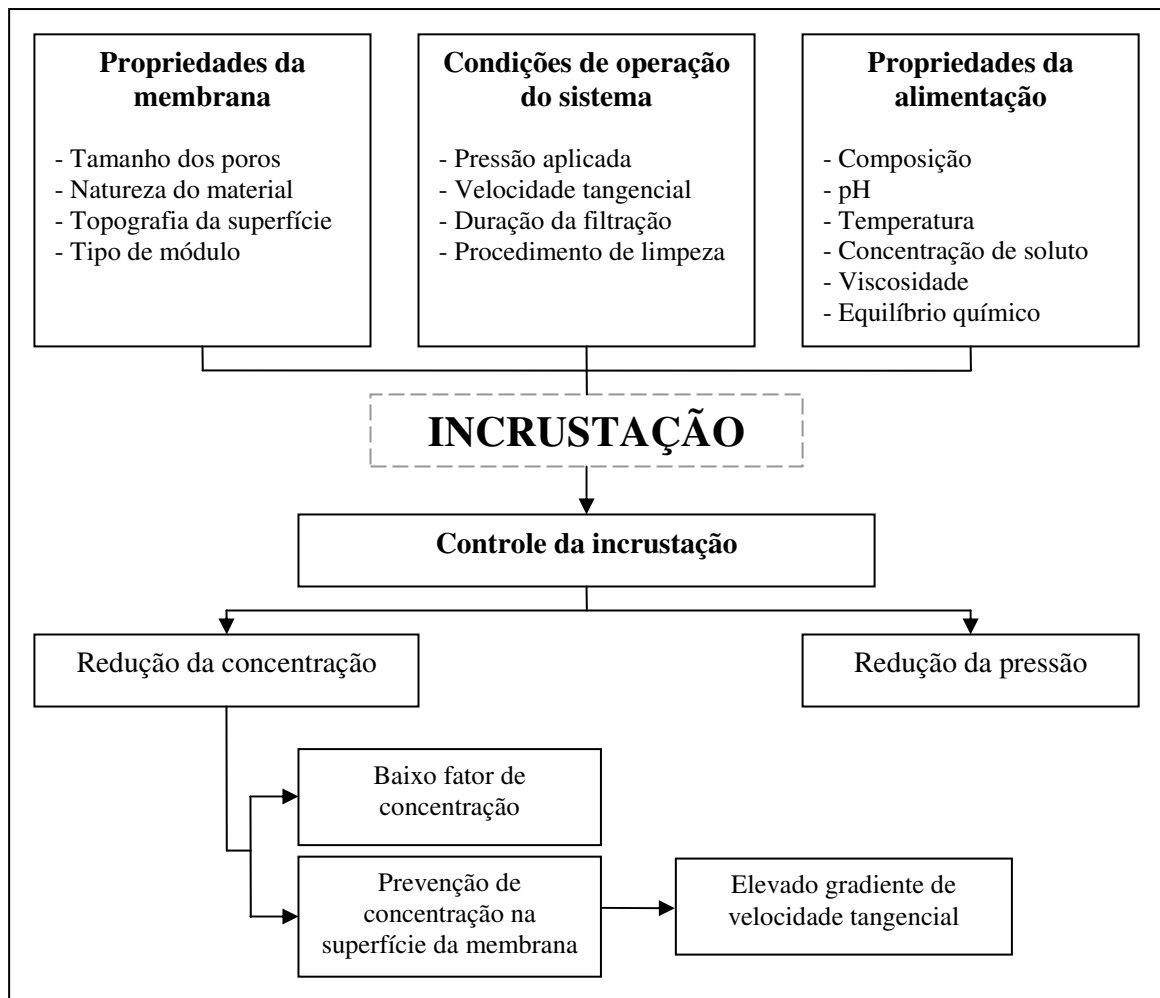 Propriedades da
membrana
- Tamanho dos poros
- Natureza do material
- Topografia da superfície
- Tipo de módulo
Condições de operação
do sistema
- Pressão aplicada
- Velocidade tangencial
- Duração da filtração
- Procedimento de limpeza
Propriedades da
alimentação
- Composição
- pH
- Temperatura
- Concentração de soluto
- Viscosidade
- Equilíbrio químico
INCRUSTAÇÃO
Controle da incrustação
Redução da concentração
Redução da pressão
Baixo fator de
concentração
Prevenção de
concentração na
superfície da membrana
Elevado gradiente de
velocidade tangencial